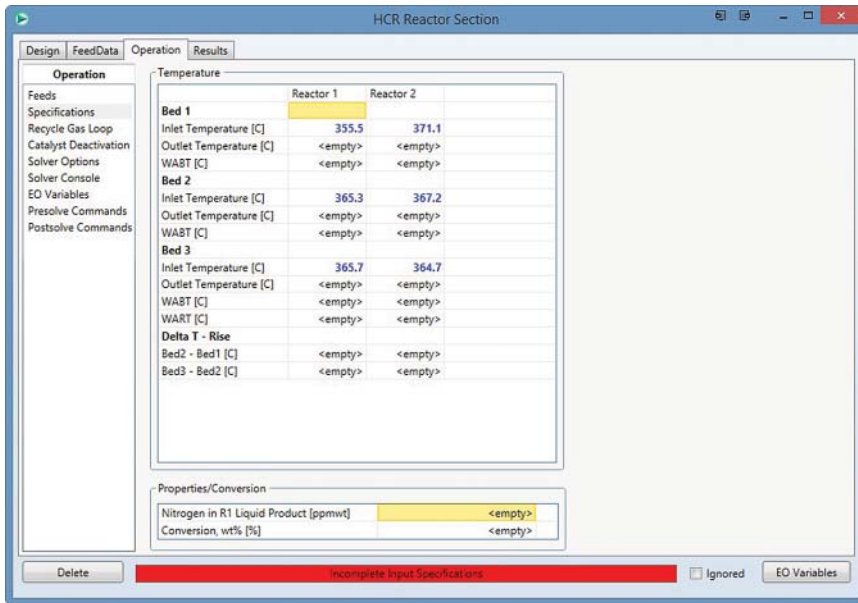 HCR Reactor Section
Design FeedData Operation Results
Operation
Feeds
Specifications
Recycle Gas Loop
Catalyst Deactivation
Solver Options
Solver Console
EO Variables
Presolve Commands
Postsolve Commands
Temperature
Reactor 1 Reactor 2
Bed 1
Inlet Temperature [C] 355.5 371.1
Outlet Temperature [C] <empty> <empty>
WABT [C] <empty> <empty>
Bed 2
Inlet Temperature [C] 365.3 367.2
Outlet Temperature [C] <empty> <empty>
WABT [C] <empty> <empty>
Bed 3
Inlet Temperature [C] 365.7 364.7
Outlet Temperature [C] <empty> <empty>
WABT [C] <empty> <empty>
WART [C] <empty> <empty>
Delta T - Rise
Bed2 - Bed1 [C] <empty> <empty>
Bed3 - Bed2 [C] <empty> <empty>
Properties/Conversion
Nitrogen in R1 Liquid Product [ppmwt] <empty>
Conversion, wt% [%] <empty>
Delete Incomplete Input Specifications Ignored EO Variables